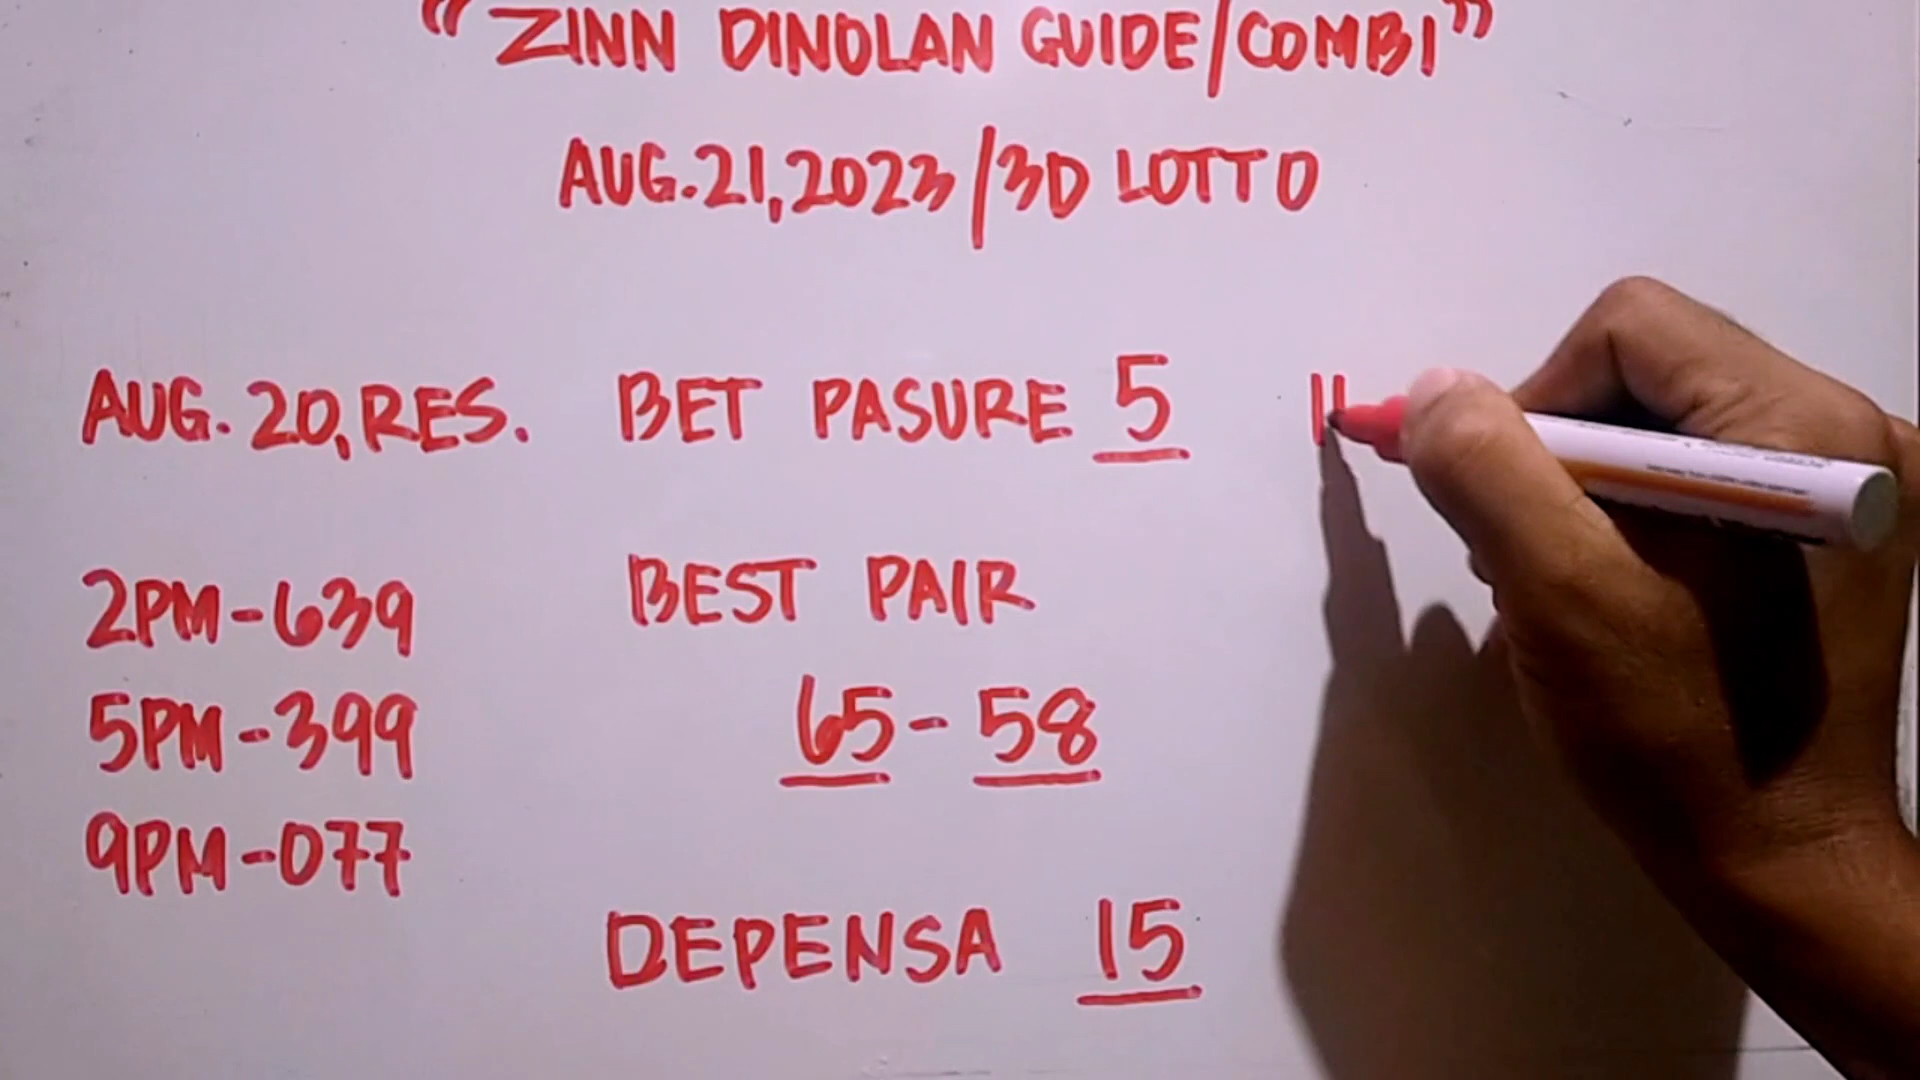 "ZINN DINOLAN GUIDE/COMBI"
AUG.21,2023/3D LOTTO
AUG. 20, RES.
2PM-639
5PM-399
9PM-077
BET PASURE 5
BEST PAIR
65-58
DEPENSA 15